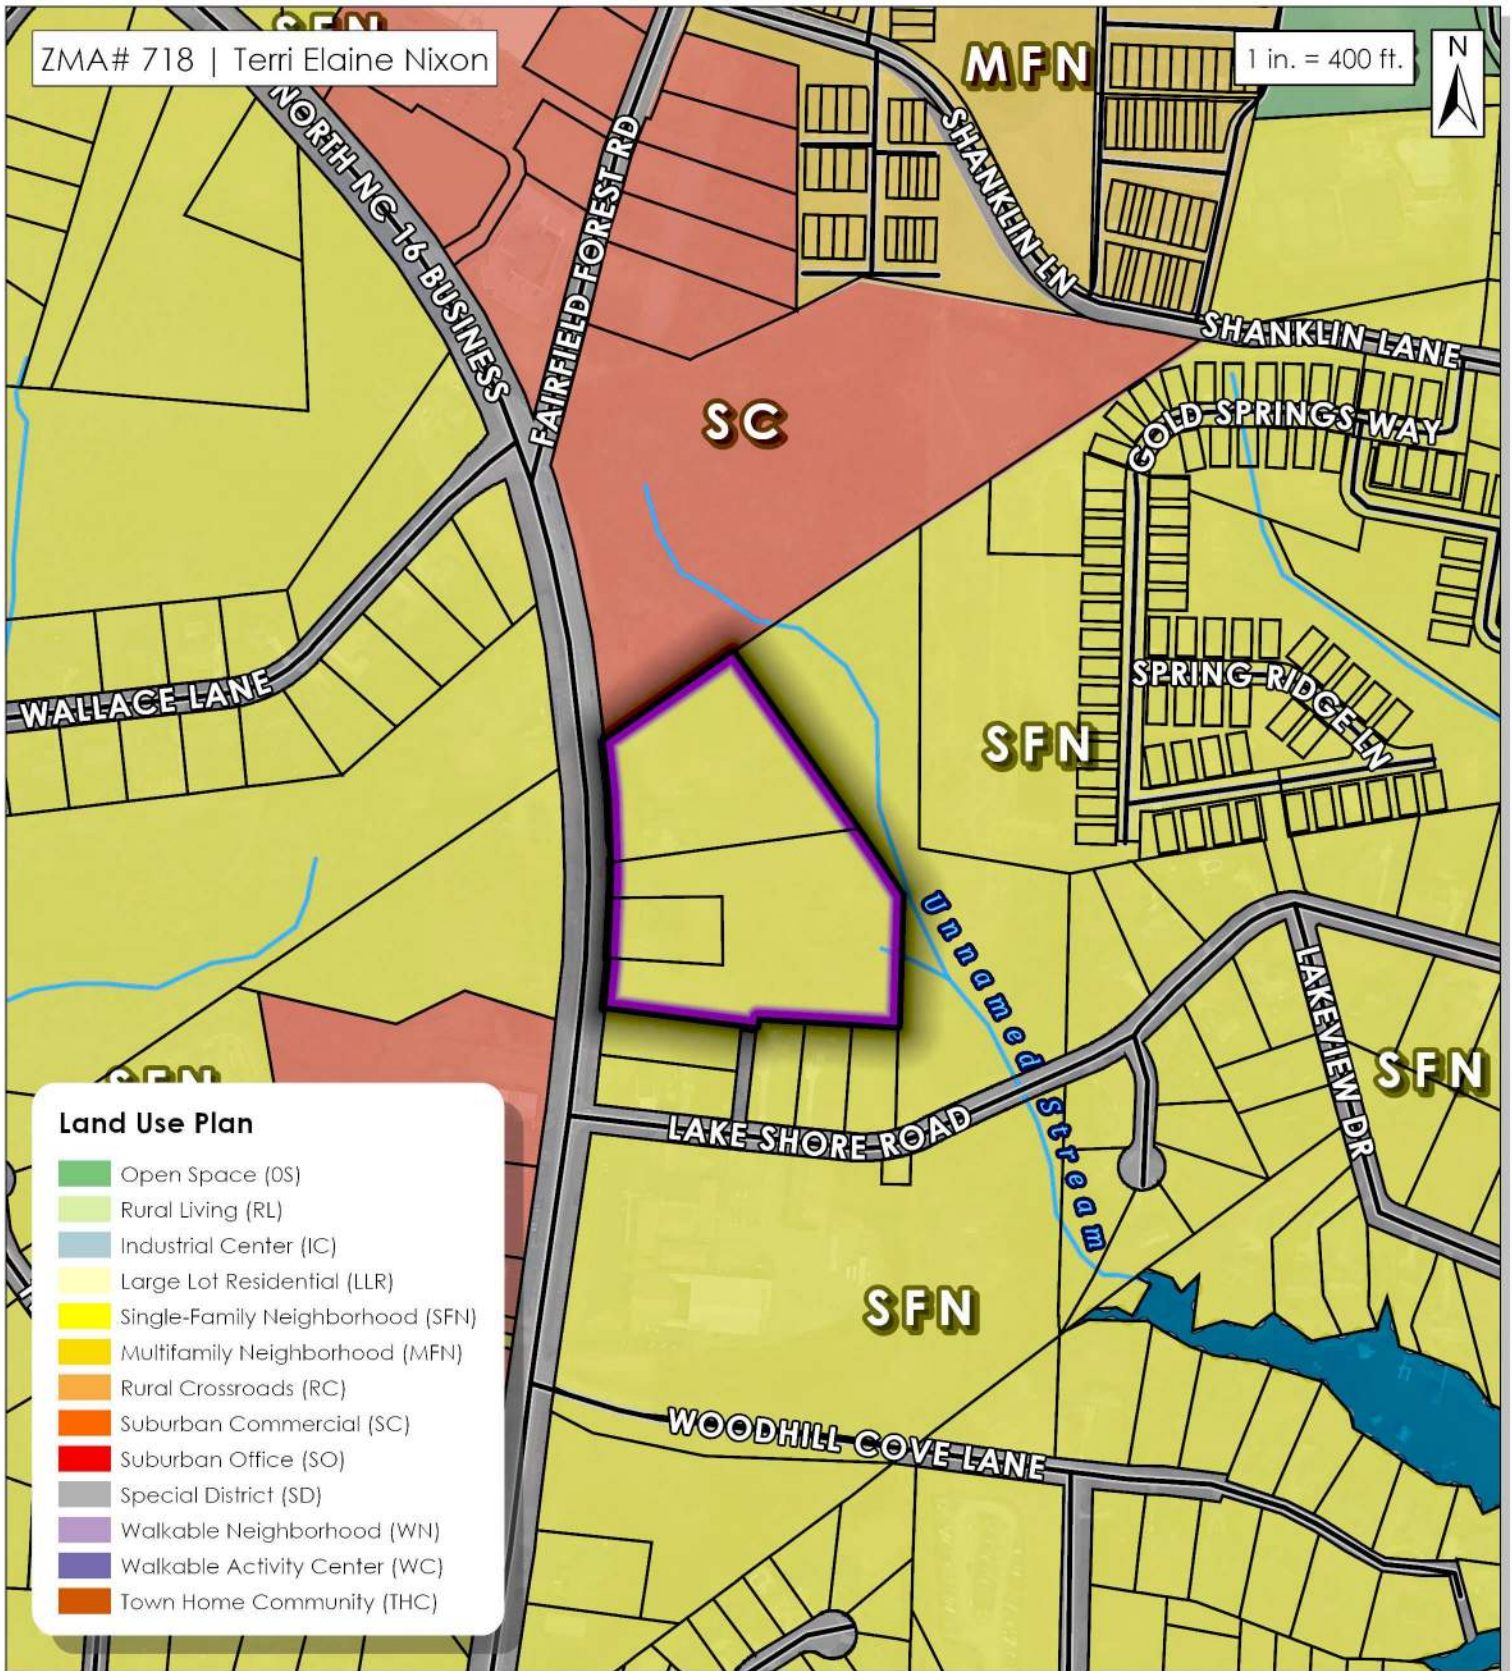 SFN
ZMA# 718 | Terri Elaine Nixon
MFN
1 in. = 400 ft.
N
NORTH NC 16 BUSINESS
FAIRFIELD FOREST RD
SHANKLIN LN
SHANKLIN LANE
SC
GOLD SPRINGS WAY
WALLACE LANE
SPRING RIDGE LN
SFN
Unnamed Stream
LAKEVIEW DR
SFN
SFN
LAKE SHORE ROAD
SFN
WOODHILL COVE LANE
Land Use Plan
Open Space (0S)
Rural Living (RL)
Industrial Center (IC)
Large Lot Residential (LLR)
Single-Family Neighborhood (SFN)
Multifamily Neighborhood (MFN)
Rural Crossroads (RC)
Suburban Commercial (SC)
Suburban Office (SO)
Special District (SD)
Walkable Neighborhood (WN)
Walkable Activity Center (WC)
Town Home Community (THC)